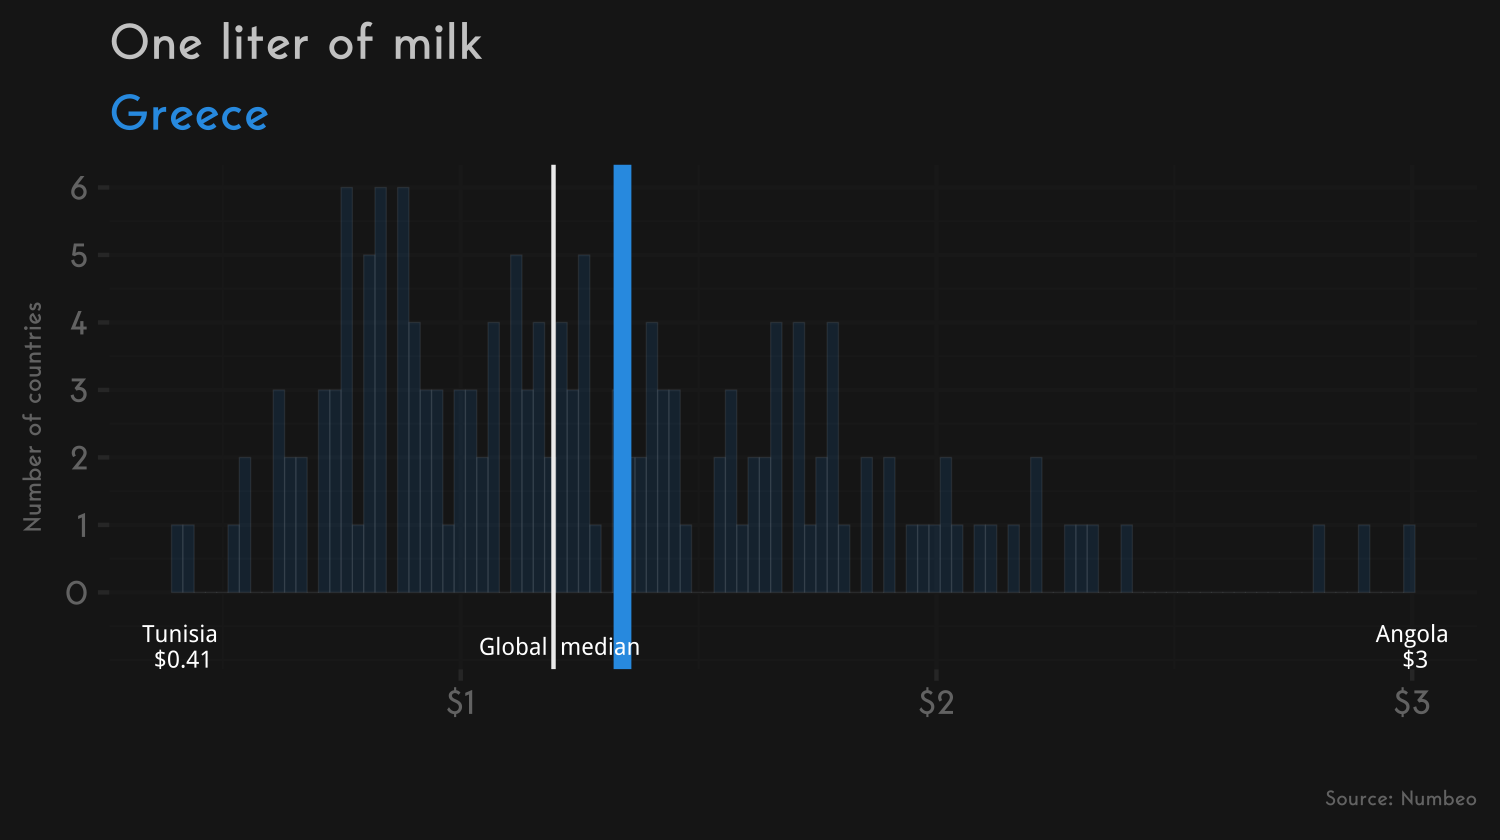 One liter of milk
Greece
Number of countries
6
5
4
3
2
1
0
Tunisia
$0.41
Global median
Angola
$3
$1 $2 $3
Source: Numbeo